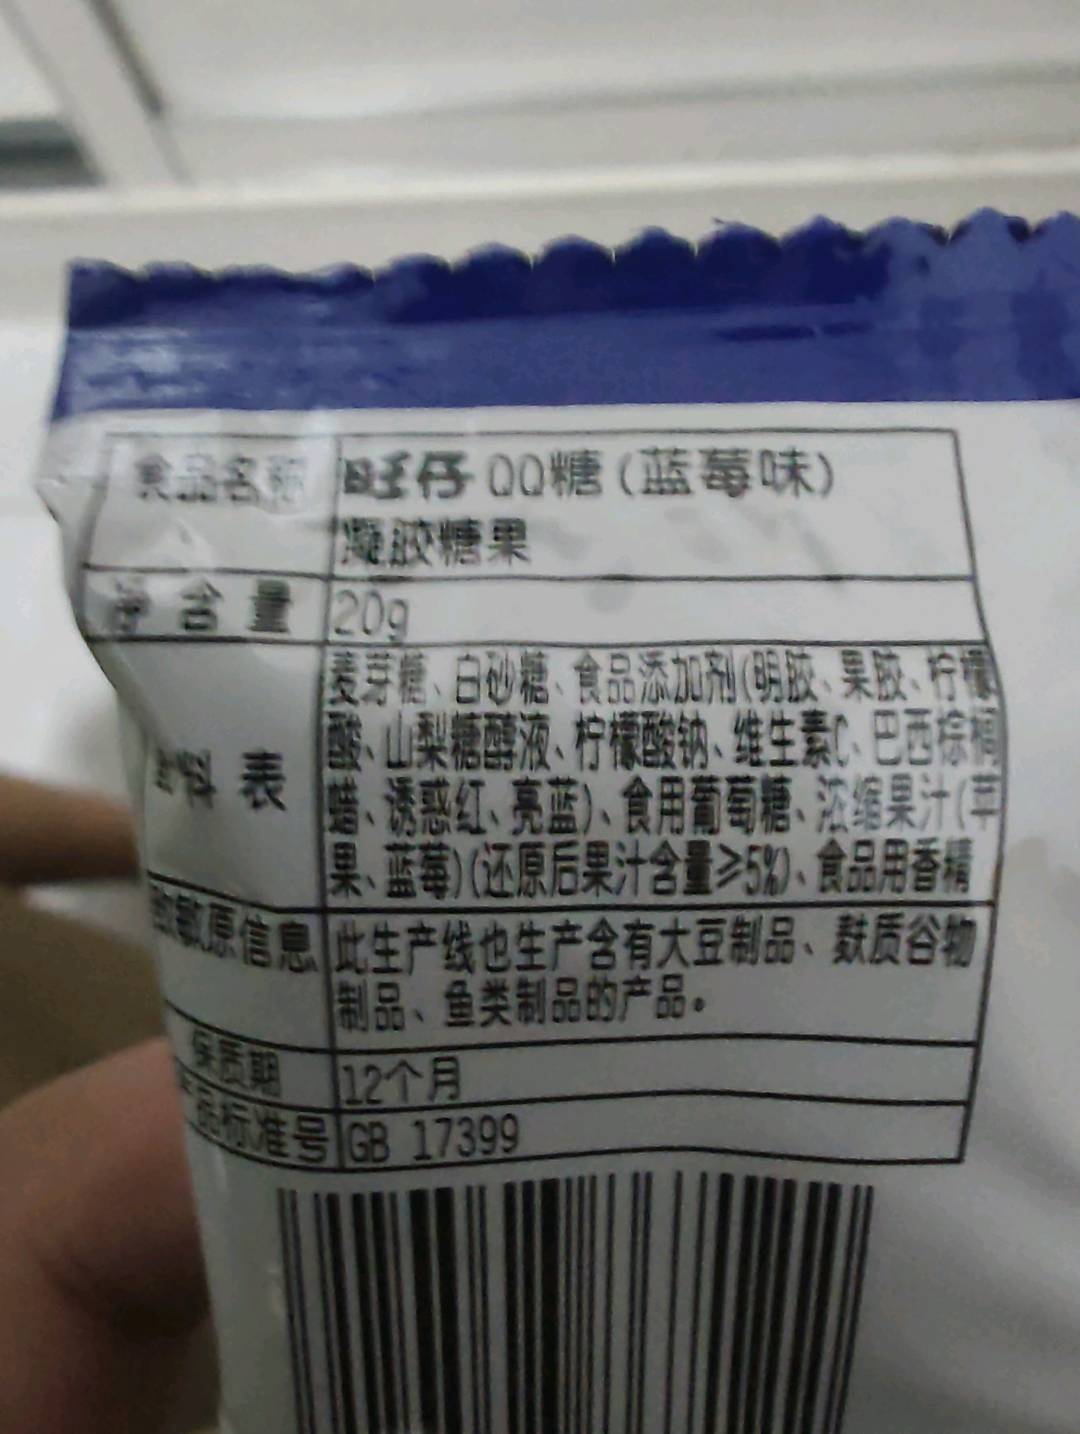 食品名称 旺仔QQ糖(蓝莓味)
凝胶糖果
净含量 20g
麦芽糖、白砂糖、食品添加剂(明胶、果胶、柠檬
酸、山梨糖醇液、柠檬酸钠、维生素C、巴西棕榈
料表 蜡、诱惑红、亮蓝)、食用葡萄糖、浓缩果汁(苹
果、蓝莓)(还原后果汁含量≥5%)、食品用香精
致敏原信息 此生产线也生产含有大豆制品、麸质谷物
制品、鱼类制品的产品。
保质期 12个月
品标准号 GB 17399